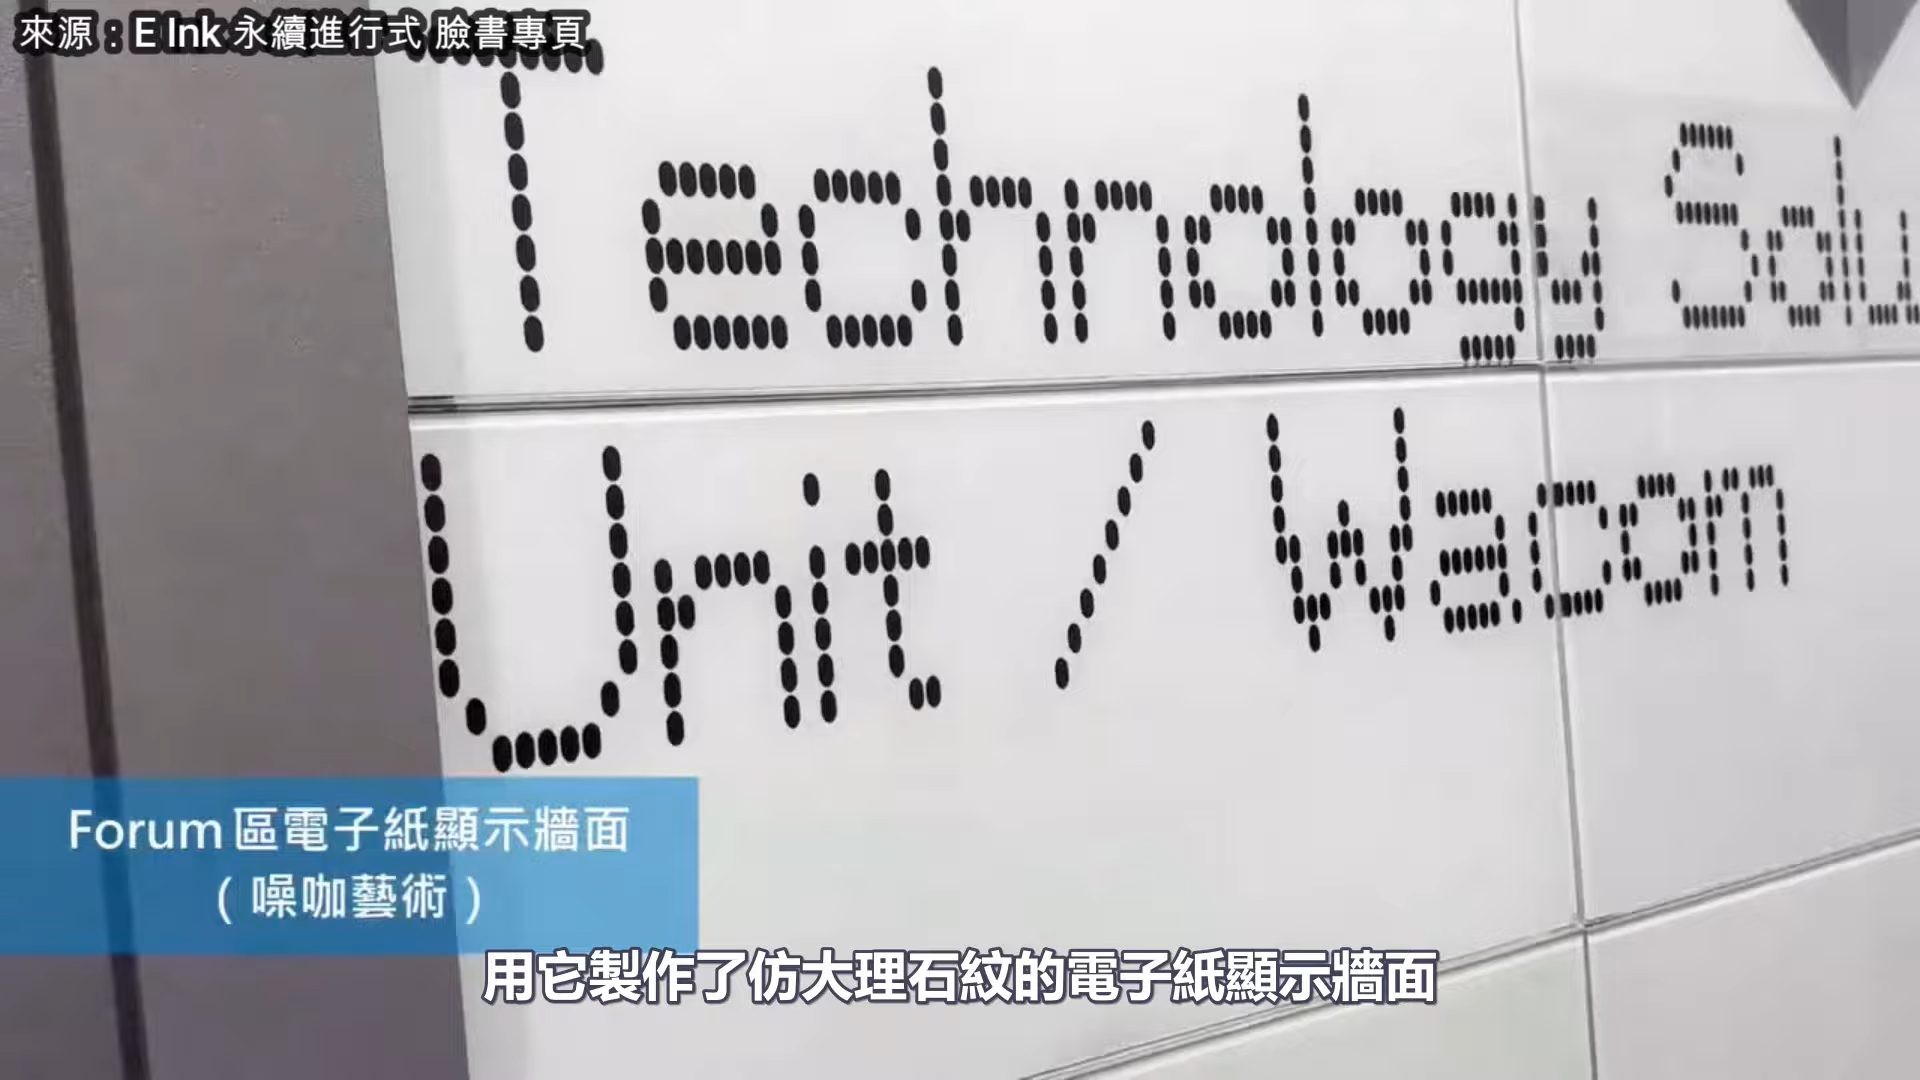 來源：E Ink 永續進行式 臉書專頁
Technology Solu
Unit / Wacom
Forum 區電子紙顯示牆面
（噪咖藝術）
用它製作了仿大理石紋的電子紙顯示牆面